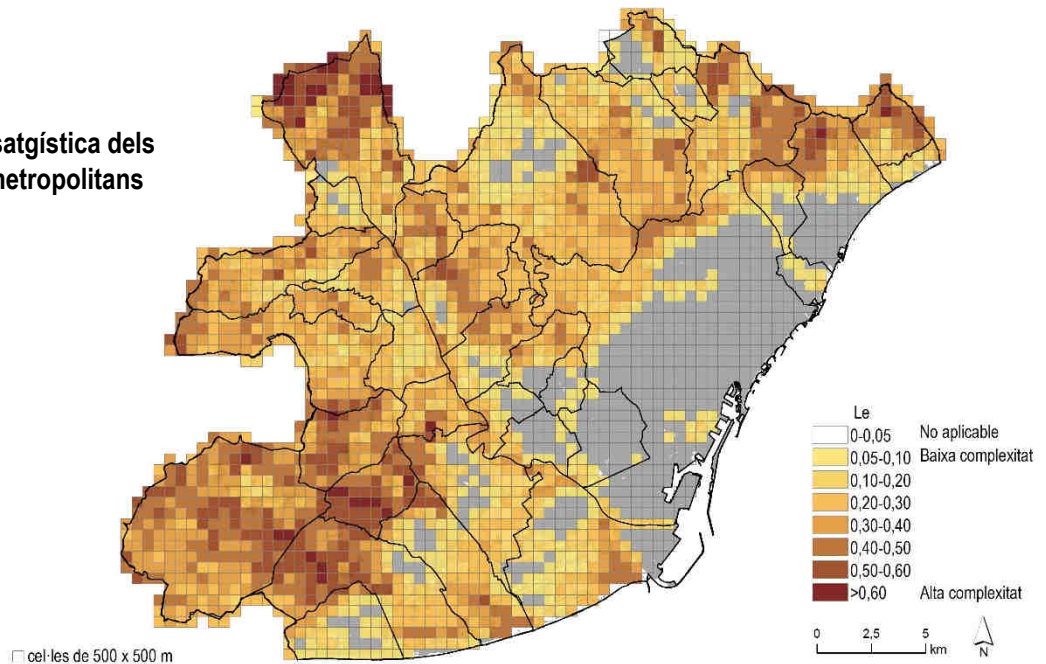 dels
metropolitans
Le
0-0,05 No aplicable
0,05-0,10 Baixa complexitat
0,10-0,20
0,20-0,30
0,30-0,40
0,40-0,50
0,50-0,60
>0,60 Alta complexitat
0 2,5 5
km
N
cel·les de 500 x 500 m